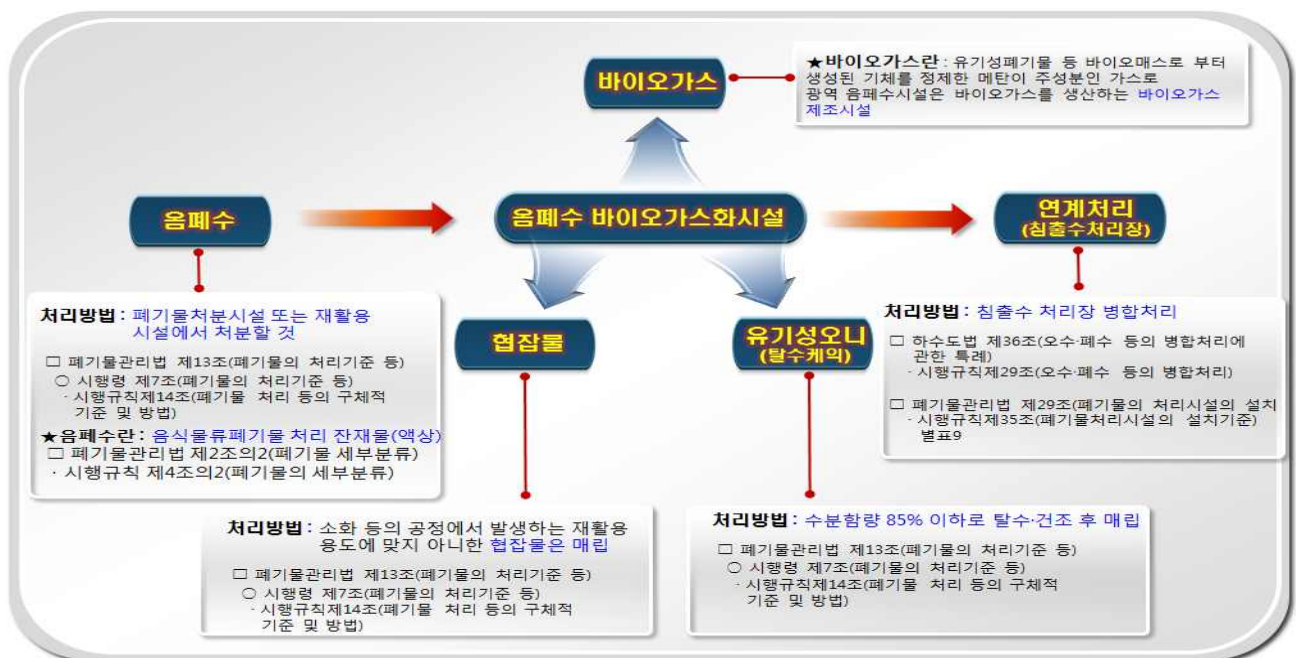 바이오가스
★바이오가스란 : 유기성폐기물 등 바이오매스로 부터
생성된 기체를 정제한 메탄이 주성분인 가스로
광역 음폐수시설은 바이오가스를 생산하는 바이오가스
제조시설
음폐수
음폐수 바이오가스화시설
연계처리
(침출수처리장)
처리방법 : 폐기물처분시설 또는 재활용
시설에서 처분할 것
□ 폐기물관리법 제13조(폐기물의 처리기준 등)
○ 시행령 제7조(폐기물의 처리기준 등)
· 시행규칙제14조(폐기물 처리 등의 구체적
기준 및 방법)
★음폐수란 : 음식물류폐기물 처리 잔재물(액상)
□ 폐기물관리법 제2조의2(폐기물 세부분류)
· 시행규칙 제4조의2(폐기물의 세부분류)
협잡물
유기성오니
(탈수케익)
처리방법 : 침출수 처리장 병합처리
□ 하수도법 제36조(오수·폐수 등의 병합처리에
관한 특례)
· 시행규칙제29조(오수·폐수 등의 병합처리)
□ 폐기물관리법 제29조(폐기물의 처리시설의 설치
· 시행규칙제35조(폐기물처리시설의 설치기준)
별표9
처리방법 : 소화 등의 공정에서 발생하는 재활용
용도에 맞지 아니한 협잡물은 매립
□ 폐기물관리법 제13조(폐기물의 처리기준 등)
○ 시행령 제7조(폐기물의 처리기준 등)
· 시행규칙제14조(폐기물 처리 등의 구체적
기준 및 방법)
처리방법 : 수분함량 85% 이하로 탈수·건조 후 매립
□ 폐기물관리법 제13조(폐기물의 처리기준 등)
○ 시행령 제7조(폐기물의 처리기준 등)
· 시행규칙제14조(폐기물 처리 등의 구체적
기준 및 방법)